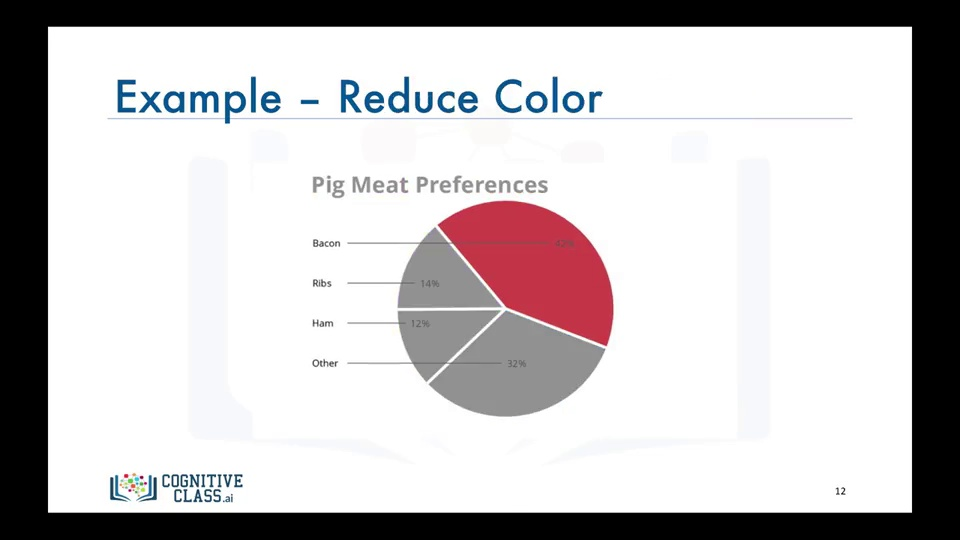 Example – Reduce Color
Pig Meat Preferences
Bacon 42%
Ribs 14%
Ham 12%
Other 32%
COGNITIVE
CLASS.ai
12